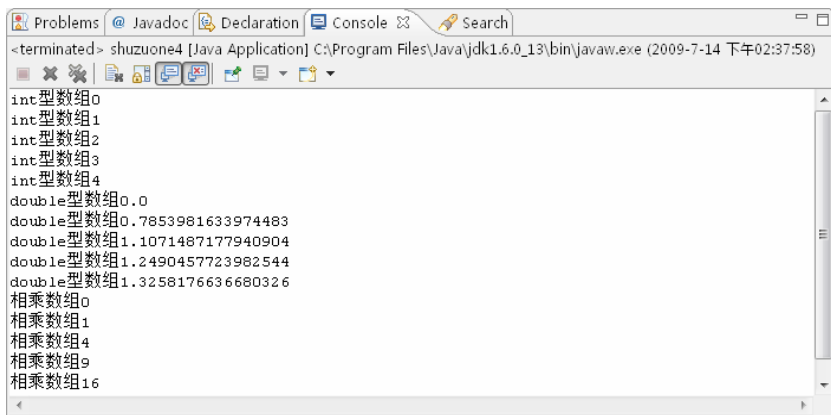 Problems @ Javadoc Declaration Console Search
<terminated> shuzuone4 [Java Application] C:\Program Files\Java\jdk1.6.0_13\bin\javaw.exe (2009-7-14 下午02:37:58)
int型数组0
int型数组1
int型数组2
int型数组3
int型数组4
double型数组0.0
double型数组0.7853981633974483
double型数组1.1071487177940904
double型数组1.2490457723982544
double型数组1.3258176636680326
相乘数组0
相乘数组1
相乘数组4
相乘数组9
相乘数组16